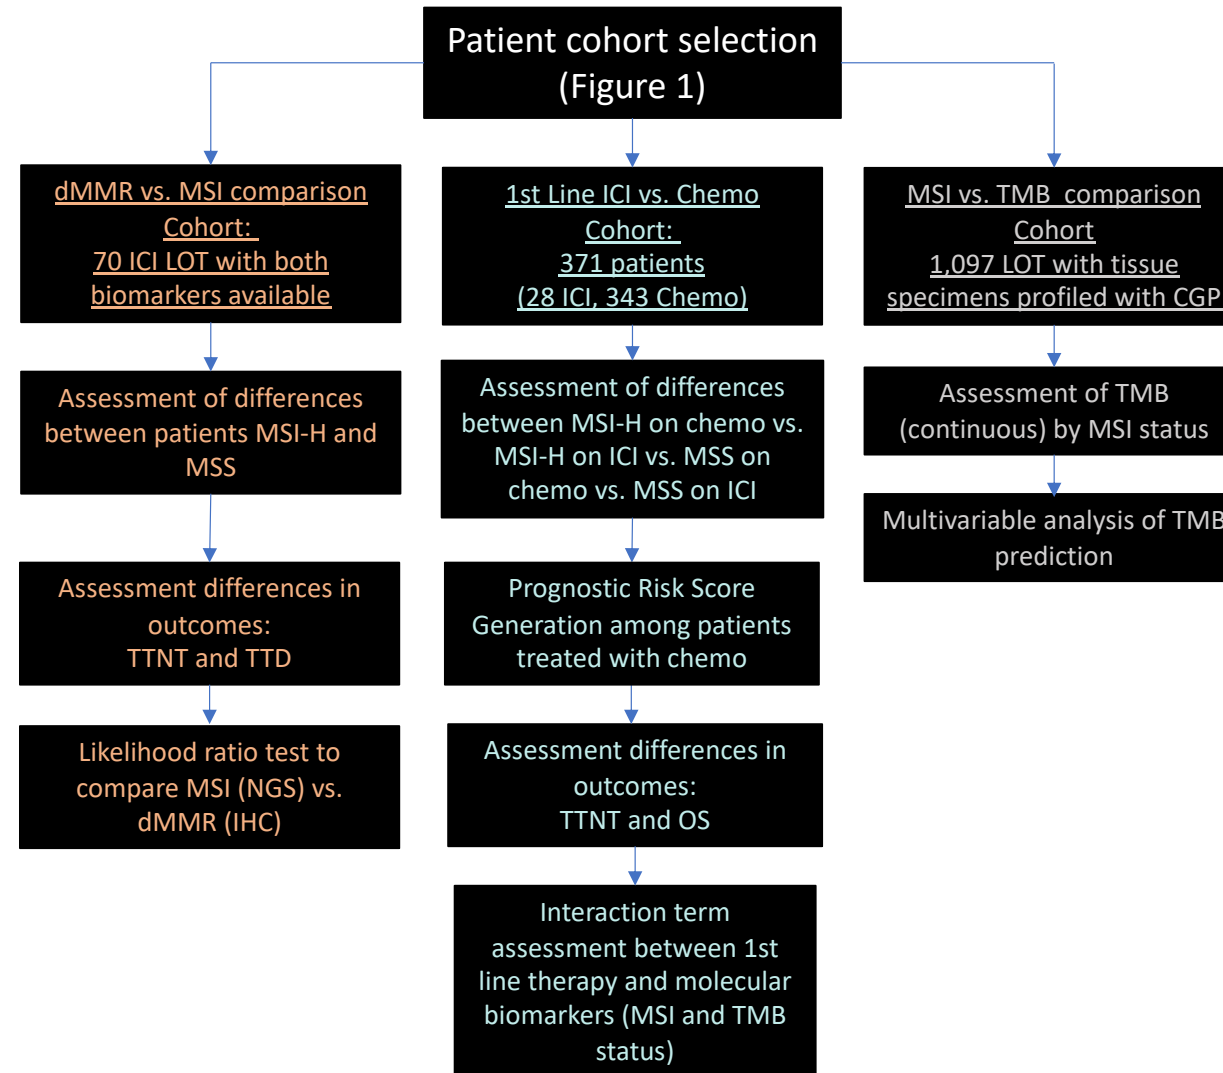 Patient cohort selection
(Figure 1)
dMMR vs. MSI comparison
Cohort:
70 ICI LOT with both
biomarkers available
Assessment of differences
between patients MSI-H and
MSS
Assessment differences in
outcomes:
TTNT and TTD
Likelihood ratio test to
compare MSI (NGS) vs.
dMMR (IHC)
1st Line ICI vs. Chemo
Cohort:
371 patients
(28 ICI, 343 Chemo)
Assessment of differences
between MSI-H on chemo vs.
MSI-H on ICI vs. MSS on
chemo vs. MSS on ICI
Prognostic Risk Score
Generation among patients
treated with chemo
Assessment differences in
outcomes:
TTNT and OS
Interaction term
assessment between 1st
line therapy and molecular
biomarkers (MSI and TMB
status)
MSI vs. TMB comparison
Cohort
1,097 LOT with tissue
specimens profiled with CGP
Assessment of TMB
(continuous) by MSI status
Multivariable analysis of TMB
prediction